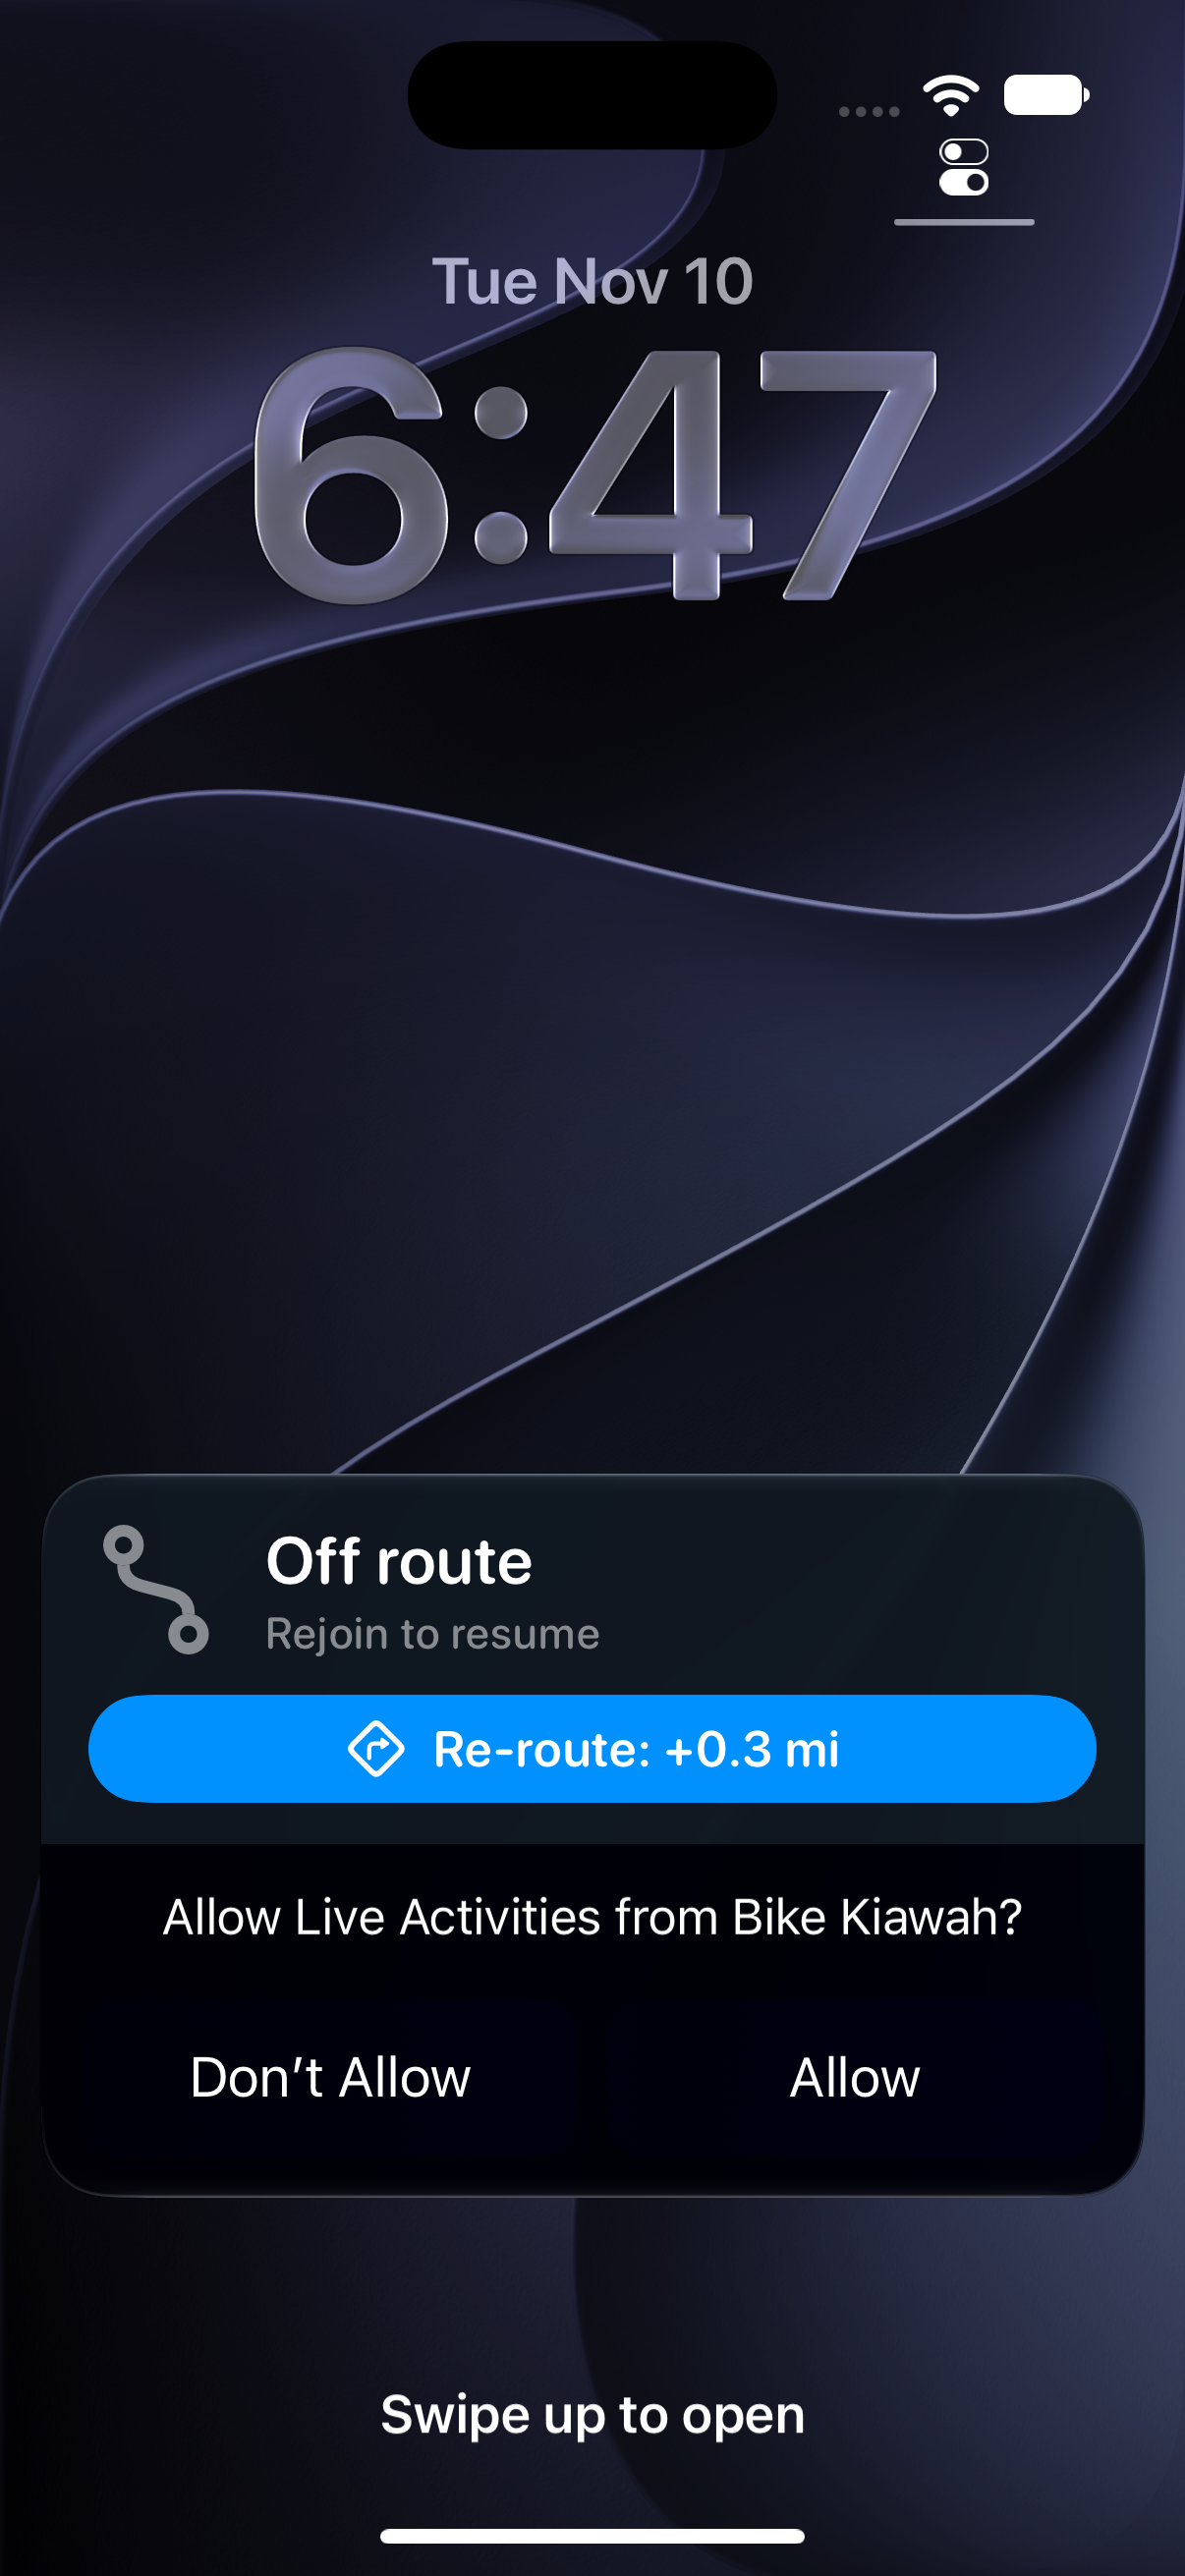 Tue Nov 10
6:47
Off route
Rejoin to resume
Re-route: +0.3 mi
Allow Live Activities from Bike Kiawah?
Don’t Allow
Allow
Swipe up to open